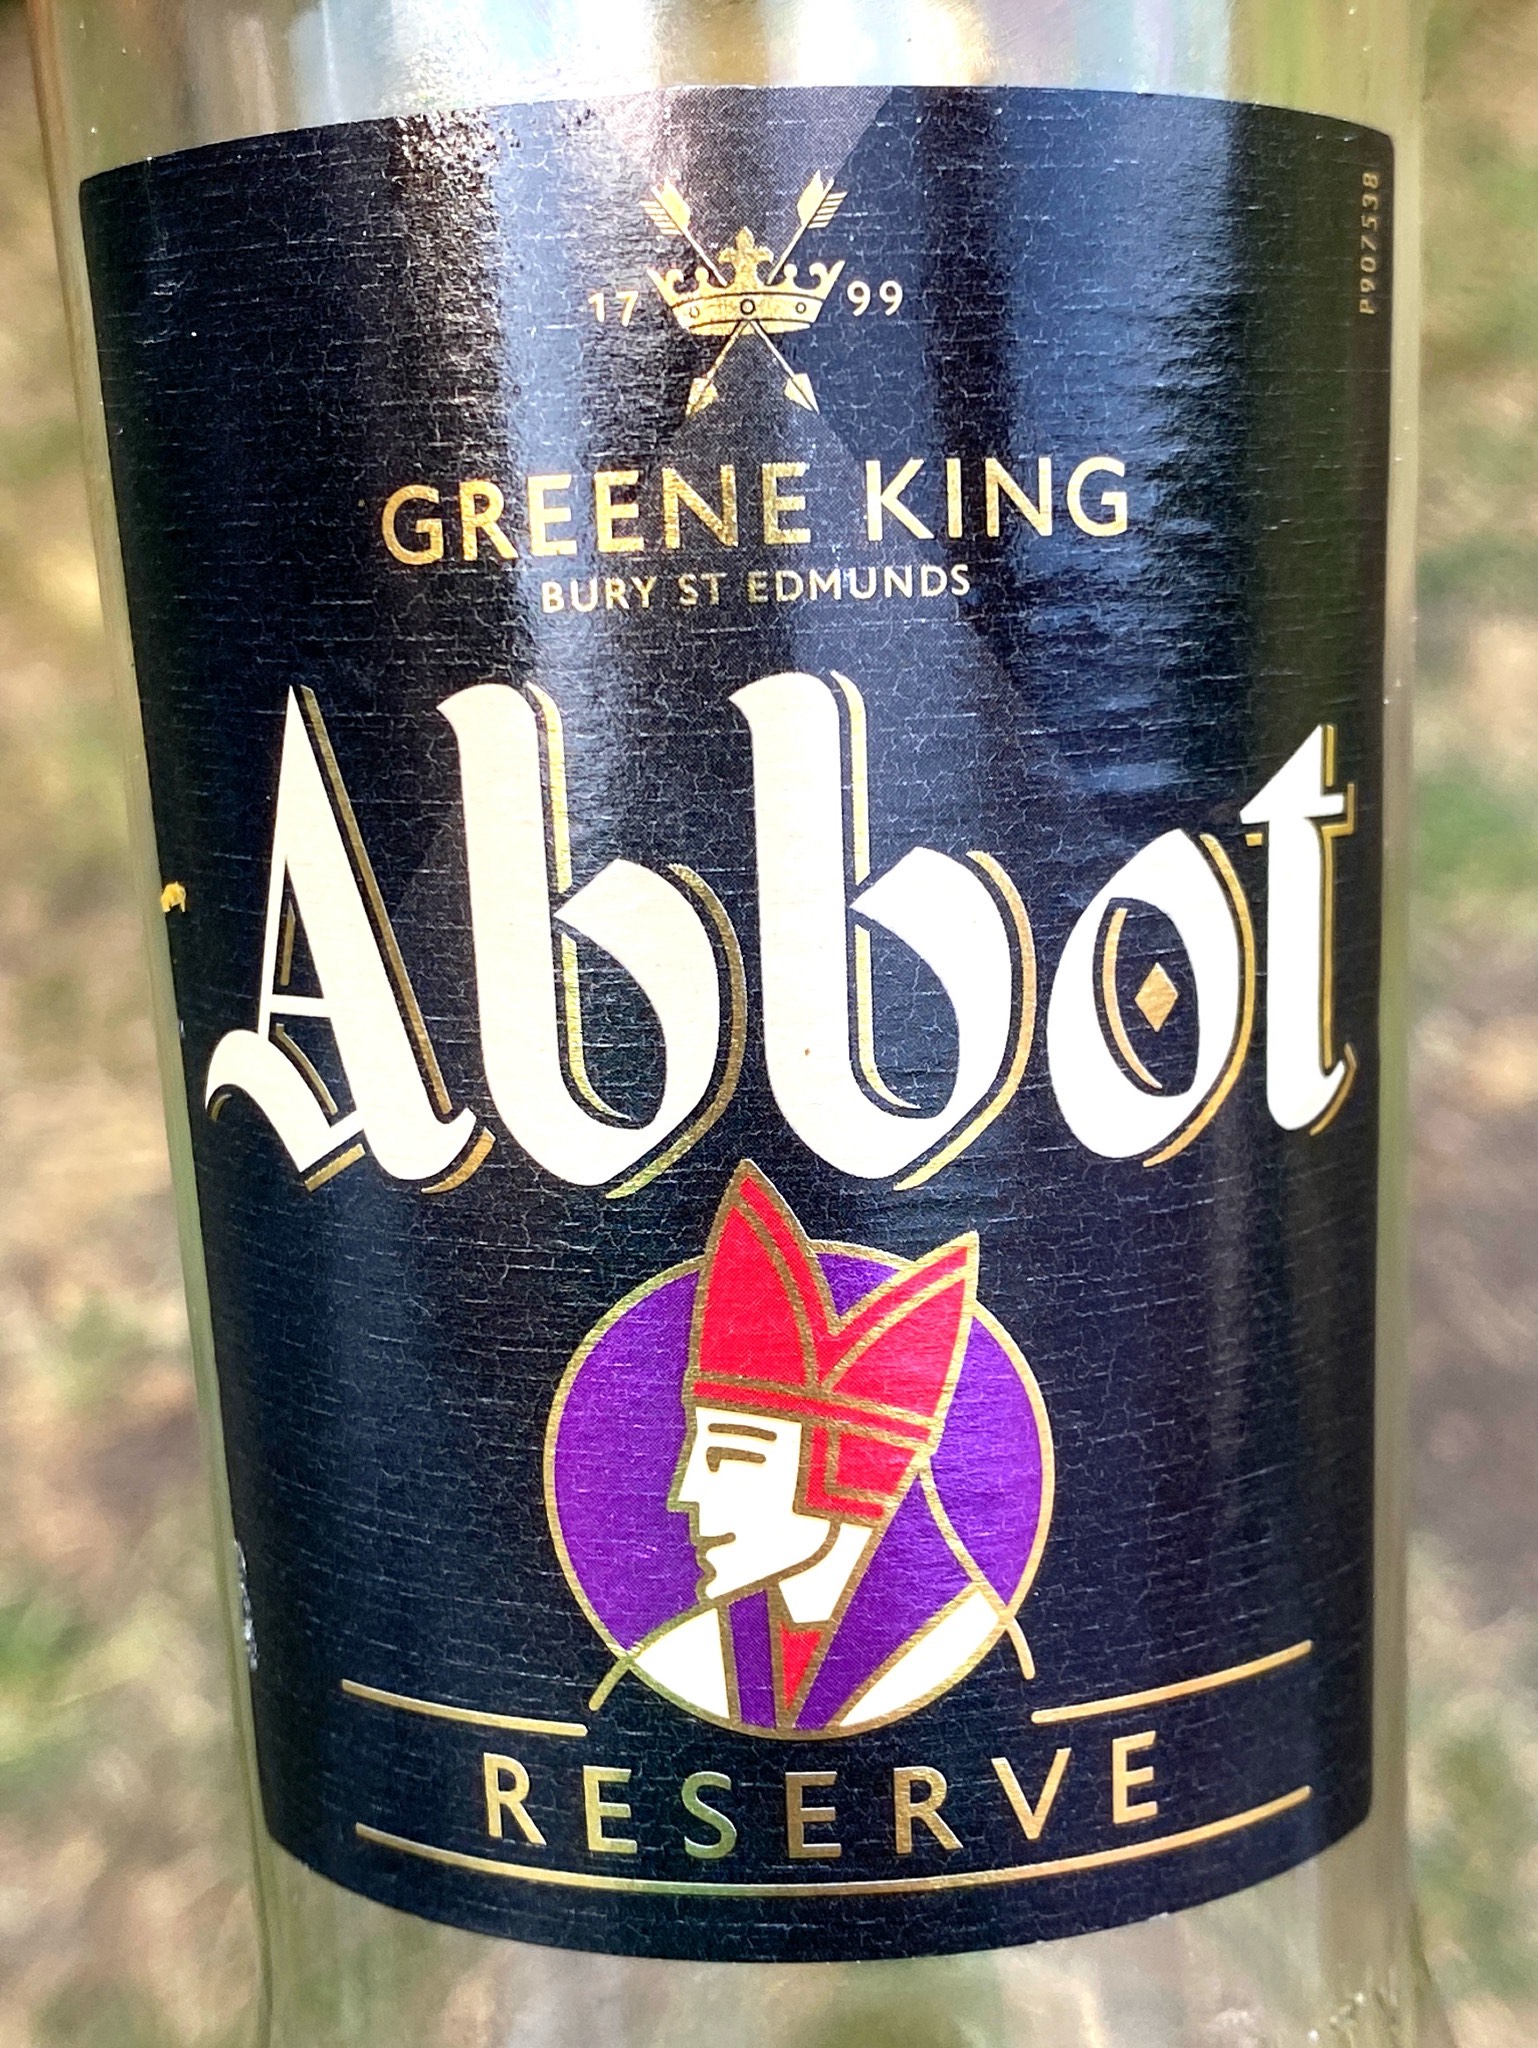 P907538
17 99
GREENE KING
BURY ST EDMUNDS
Abbot
RESERVE